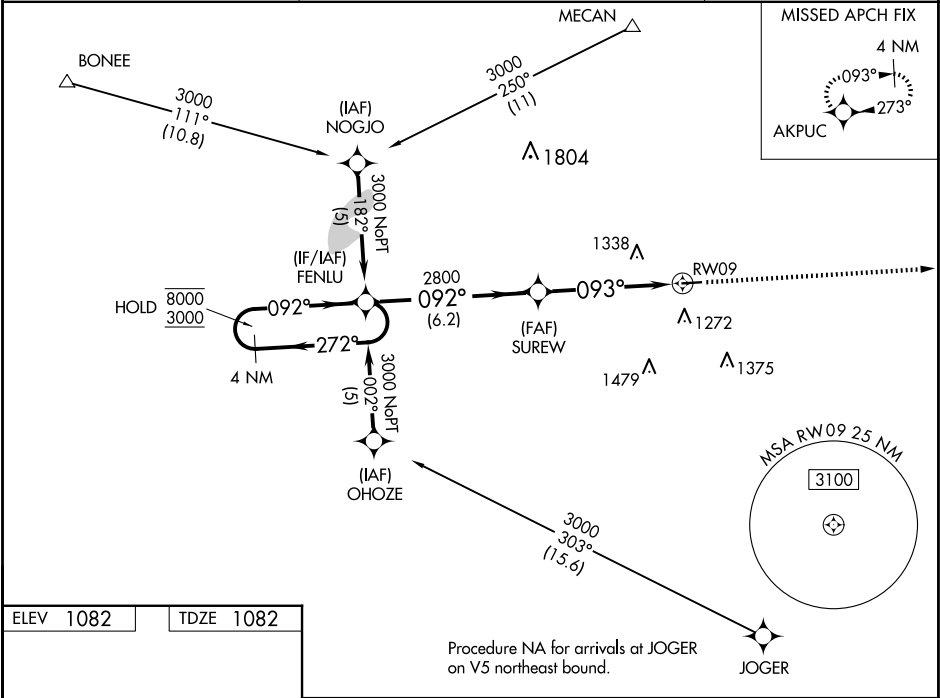 MECAN
MISSED APCH FIX
4 NM
093°
273°
AKPUC
BONEE
3000
111°
(10.8)
3000
250°
(11)
(IAF)
NOGJO
1804
3000 NoPT
182°
(5)
(IF/IAF)
FENLU
1338
RW09
HOLD
8000
3000
092°
2800
092°
(6.2)
093°
(FAF)
SUREW
1272
272°
4 NM
1479
1375
3000 NoPT
002°
(5)
(IAF)
OHOZE
MSA RW09 25 NM
3100
3000
303°
(15.6)
ELEV 1082
TDZE 1082
Procedure NA for arrivals at JOGER
on V5 northeast bound.
JOGER